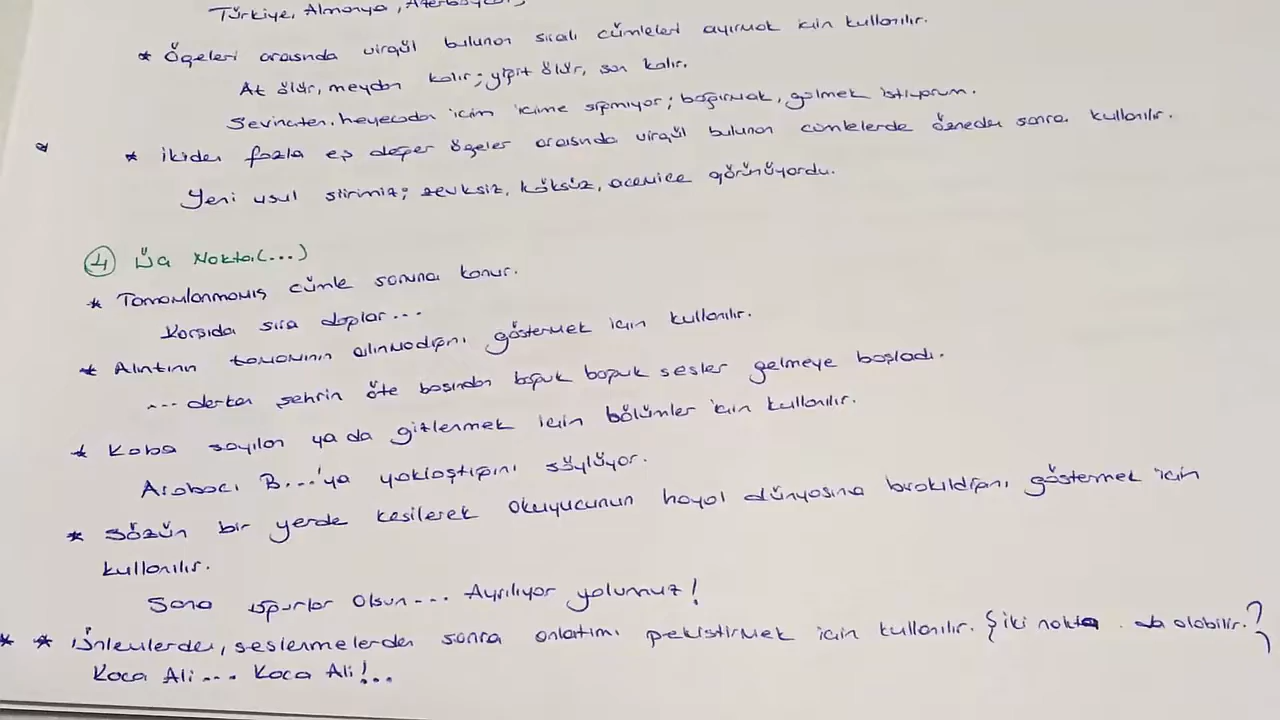 Türkiye, Almanya, Azerbaycan,
* Ögeleri arasında virgül bulunan sıralı cümleleri ayırmak için kullanılır.
At ölür, meydan kalır; yiğit ölür, şan kalır.
Sevinçten, heyecandan içim içime sığmıyor; bağırmak, gülmek istiyorum.
* İkiden fazla eş değer ögeler arasında virgül bulunan cümlelerde özneden sonra kullanılır.
Yeni usul şiirimiz; zevksiz, köksüz, acemice görünüyordu.
4 Üç Nokta(...)
* Tamamlanmamış cümle sonuna konur.
Karşıda sıra dağlar...
* Alıntının tamamının alınmadığını göstermek için kullanılır.
... derken şehrin öte başından boğuk boğuk sesler gelmeye başladı.
* Kaba sayılan ya da gizlenmek için bölümler için kullanılır.
Arabacı B...'ya yaklaştığını söylüyor.
* Sözün bir yerde kesilerek okuyucunun hayal dünyasına bırakıldığını göstermek için
kullanılır.
Sana uğurlar olsun... Ayrılıyor yolumuz!
* * Ünlemlerde, seslenmelerden sonra anlatımı pekiştirmek için kullanılır. {iki nokta da olabilir.}
Koca Ali... Koca Ali!..